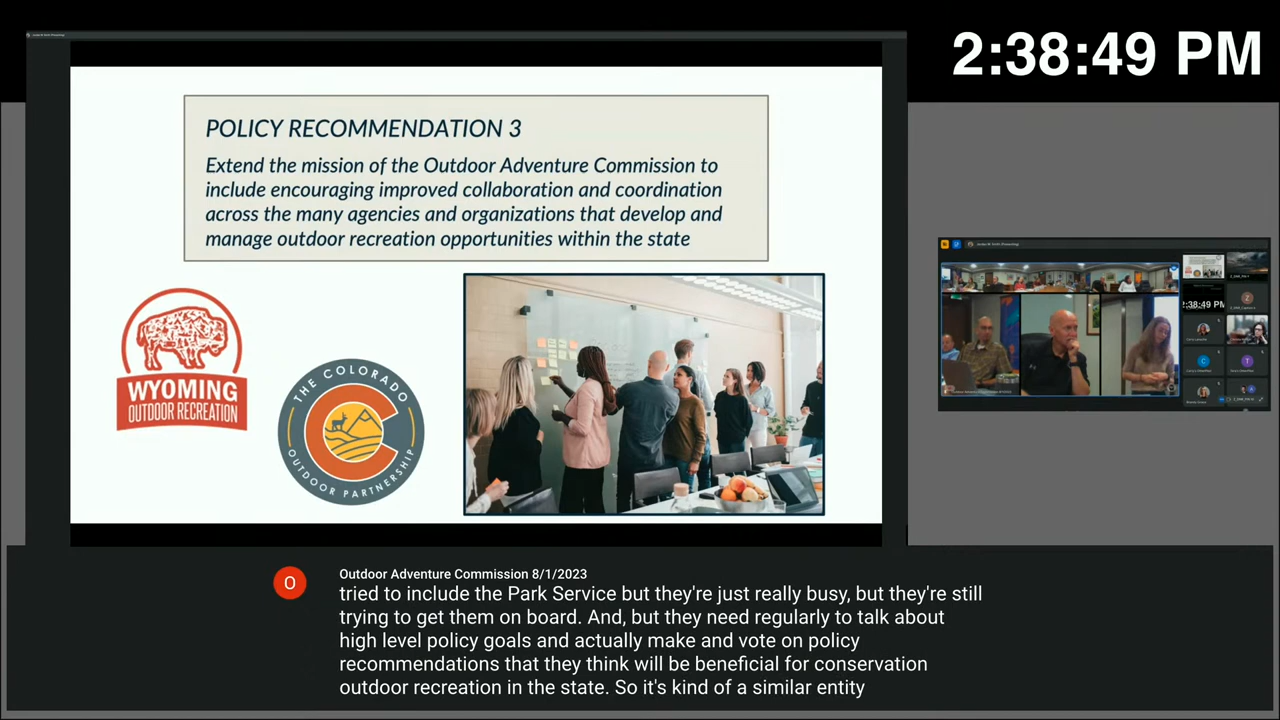 2:38:49 PM
POLICY RECOMMENDATION 3
Extend the mission of the Outdoor Adventure Commission to
include encouraging improved collaboration and coordination
across the many agencies and organizations that develop and
manage outdoor recreation opportunities within the state
WYOMING
OUTDOOR RECREATION
THE COLORADO
OUTDOOR PARTNERSHIP
C
:38:49 PM
O
Outdoor Adventure Commission 8/1/2023
tried to include the Park Service but they're just really busy, but they're still
trying to get them on board. And, but they need regularly to talk about
high level policy goals and actually make and vote on policy
recommendations that they think will be beneficial for conservation
outdoor recreation in the state. So it's kind of a similar entity